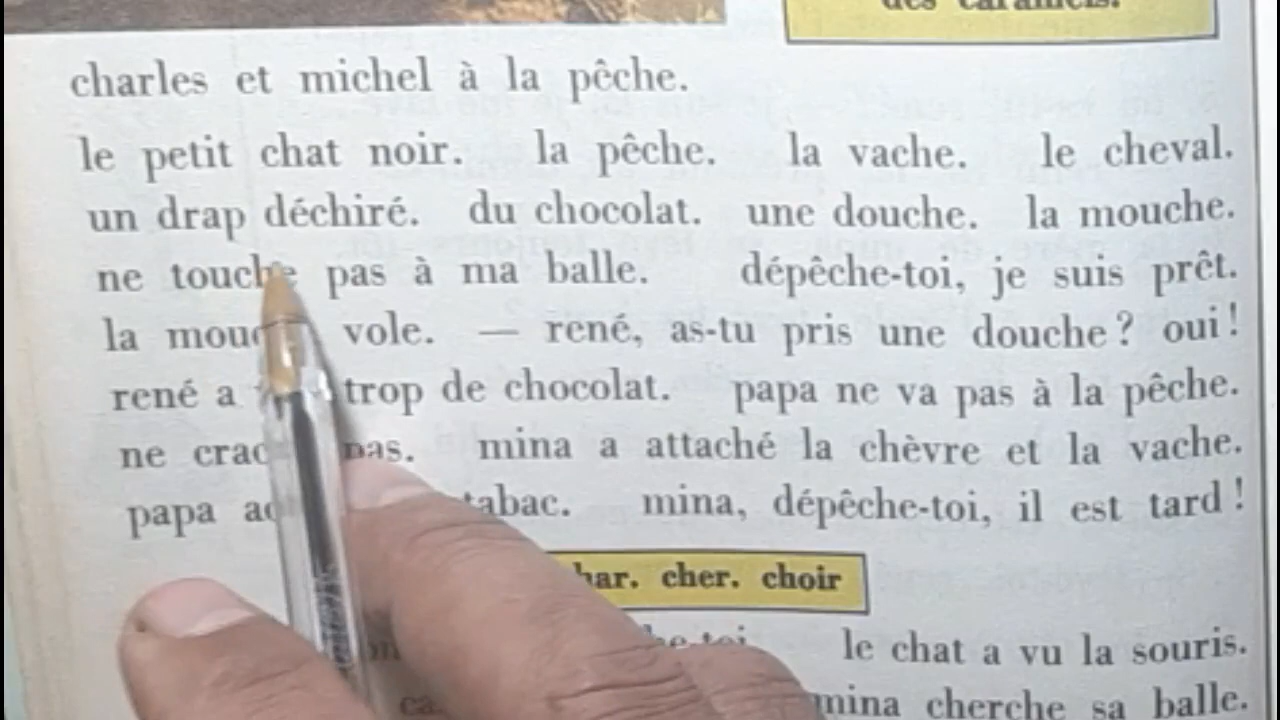 des caramels.
charles et michel à la pêche.
le petit chat noir. la pêche. la vache. le cheval.
un drap déchiré. du chocolat. une douche. la mouche.
ne touche pas à ma balle. dépêche-toi, je suis prêt.
la vole. — rené, as-tu pris une douche ? oui !
rené a trop de chocolat. papa ne va pas à la pêche.
ne pas. mina a attaché la chèvre et la vache.
papa tabac. mina, dépêche-toi, il est tard !
cher. choir
le chat a vu la souris.
mina cherche sa balle.